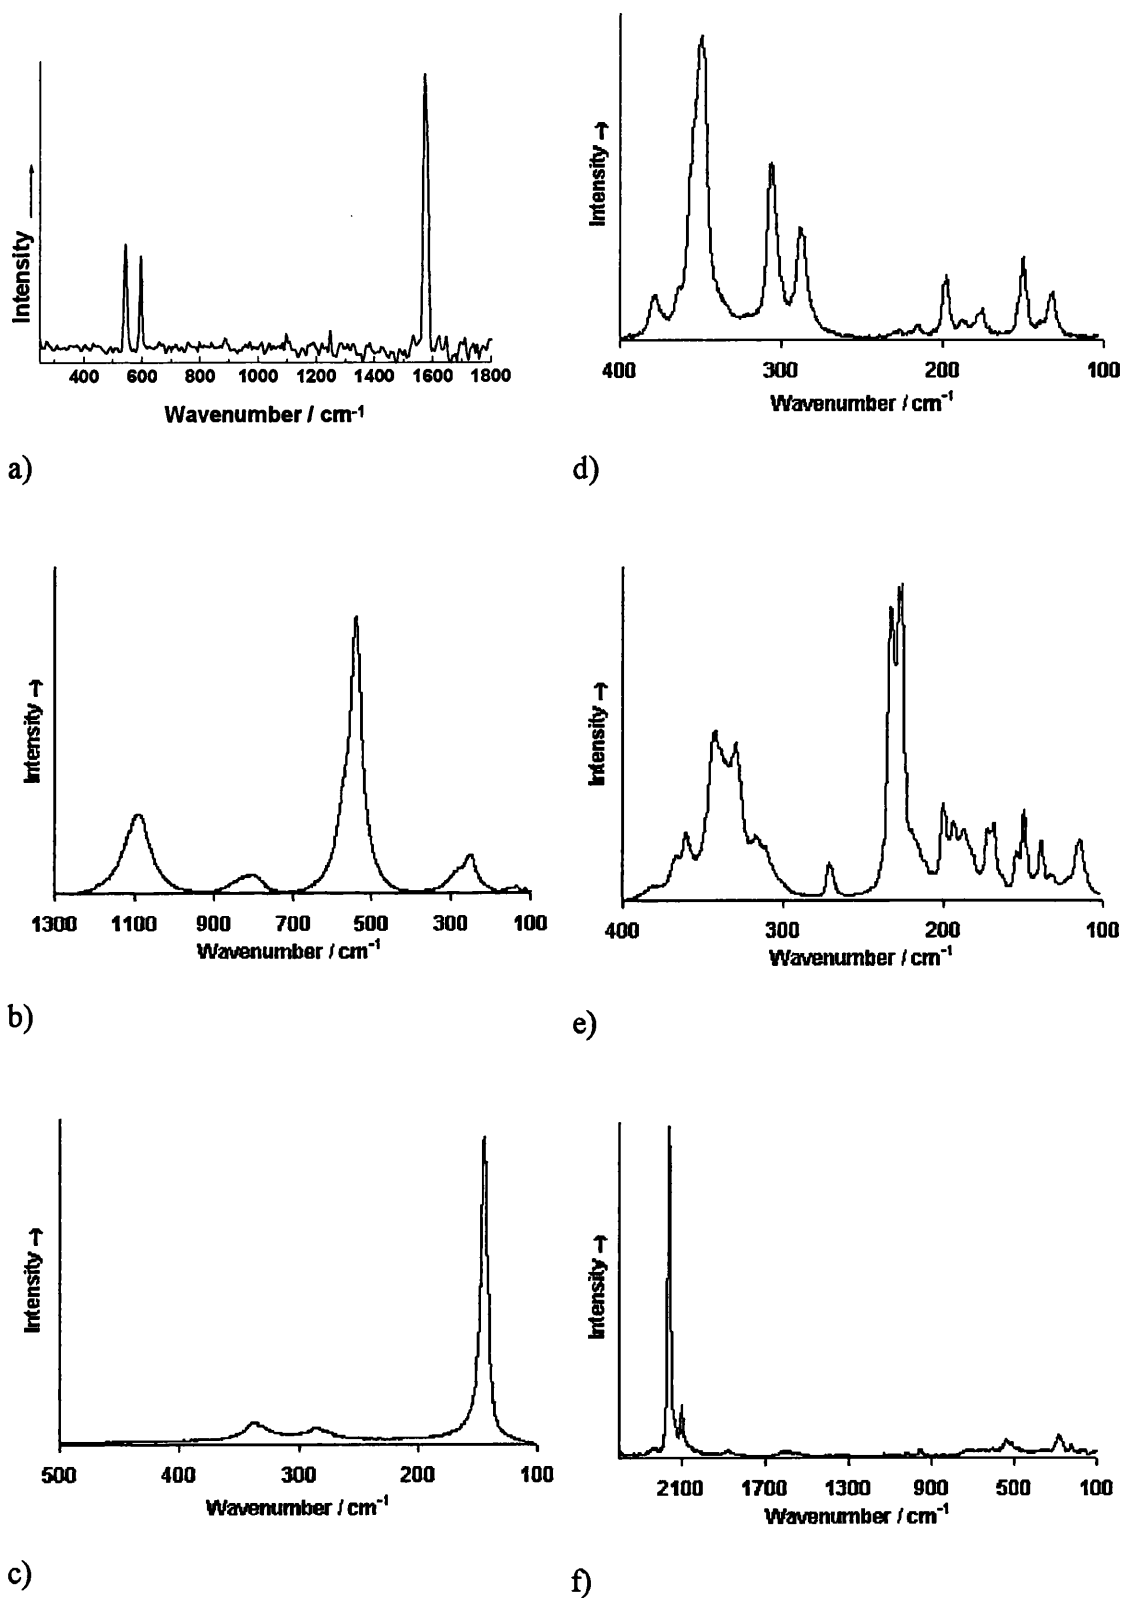 Intensity →
400 600 800 1000 1200 1400 1600 1800
Wavenumber / cm-1
a)
Intensity →
400 300 200 100
Wavenumber / cm-1
d)
Intensity →
1300 1100 900 700 500 300 100
Wavenumber / cm-1
b)
Intensity →
400 300 200 100
Wavenumber / cm-1
e)
Intensity →
500 400 300 200 100
Wavenumber / cm-1
c)
Intensity →
2100 1700 1300 900 500 100
Wavenumber / cm-1
f)